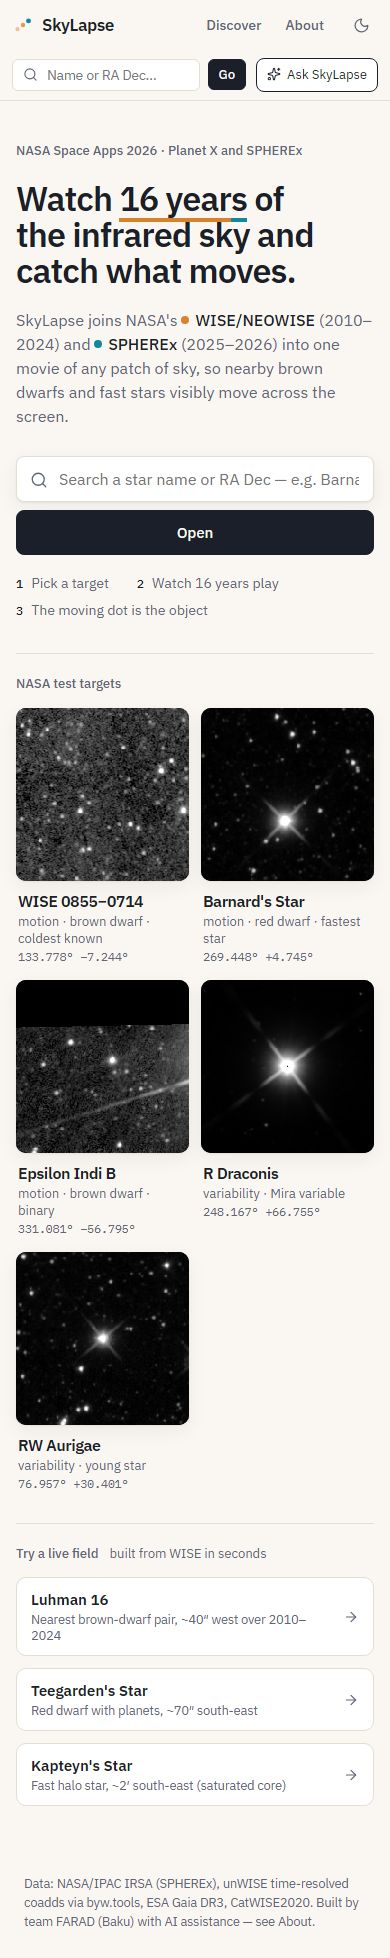 SkyLapse
Discover
About
Name or RA Dec...
Go
Ask SkyLapse
NASA Space Apps 2026 · Planet X and SPHEREx
Watch 16 years of
the infrared sky and
catch what moves.
SkyLapse joins NASA's WISE/NEOWISE (2010–
2024) and SPHEREx (2025–2026) into one
movie of any patch of sky, so nearby brown
dwarfs and fast stars visibly move across the
screen.
Search a star name or RA Dec — e.g. Barna
Open
1 Pick a target
2 Watch 16 years play
3 The moving dot is the object
NASA test targets
WISE 0855−0714
motion · brown dwarf ·
coldest known
133.778° −7.244°
Barnard's Star
motion · red dwarf · fastest
star
269.448° +4.745°
Epsilon Indi B
motion · brown dwarf ·
binary
331.081° −56.795°
R Draconis
variability · Mira variable
248.167° +66.755°
RW Aurigae
variability · young star
76.957° +30.401°
Try a live field built from WISE in seconds
Luhman 16
Nearest brown-dwarf pair, ~40″ west over 2010–
2024
Teegarden's Star
Red dwarf with planets, ~70″ south-east
Kapteyn's Star
Fast halo star, ~2′ south-east (saturated core)
Data: NASA/IPAC IRSA (SPHEREx), unWISE time-resolved
coadds via byw.tools, ESA Gaia DR3, CatWISE2020. Built by
team FARAD (Baku) with AI assistance — see About.